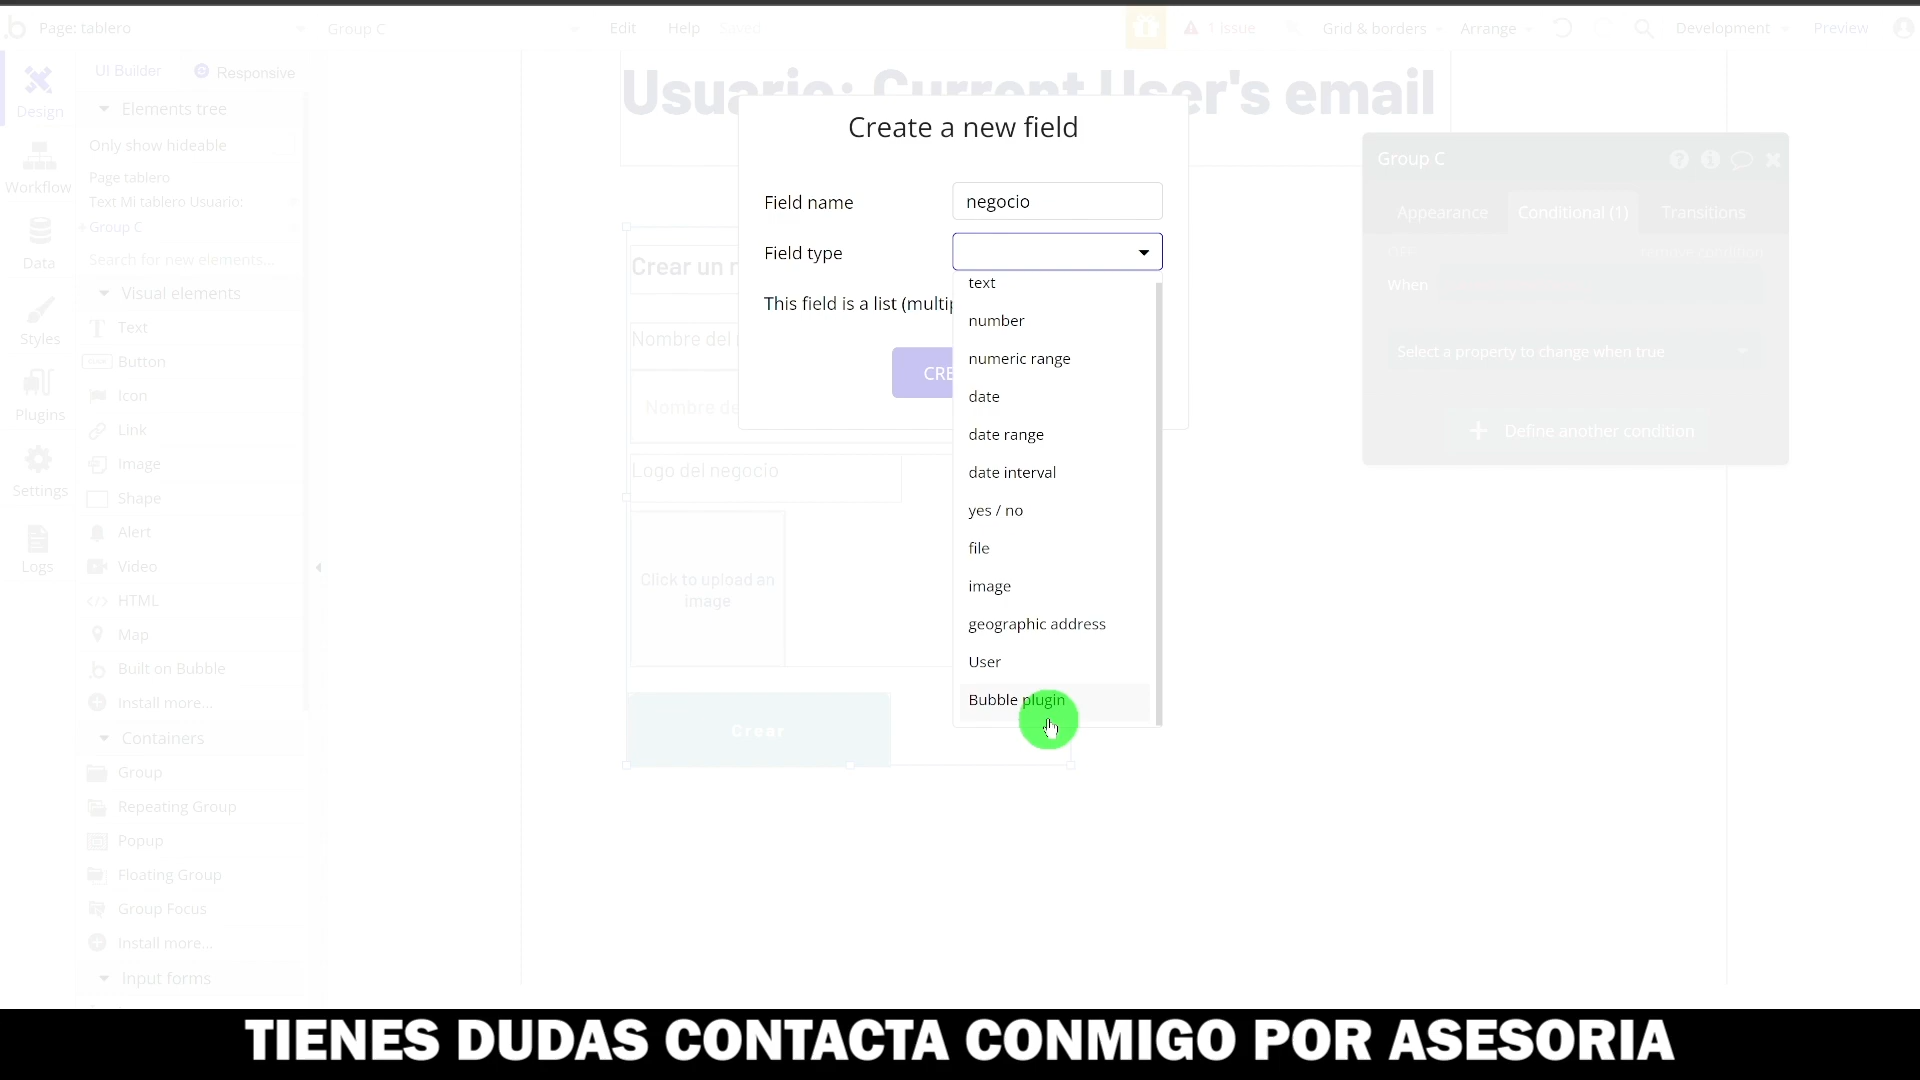 Page: tablero
Group C
Edit
Help
Saved
1 Issue
Grid & borders
Arrange
Development
Preview
UI Builder
Responsive
Design
Workflow
Data
Styles
Plugins
Settings
Logs
Elements tree
Only show hideable
Page tablero
Text Mi tablero Usuario:
Group C
Search for new elements...
Visual elements
Text
Button
Icon
Link
Image
Shape
Alert
Video
HTML
Map
Built on Bubble
Install more...
Containers
Group
Repeating Group
Popup
Floating Group
Group Focus
Install more...
Input forms
Usuario: Current User's email
Crear un
Nombre del
Nombre de
Logo del negocio
Click to upload an
image
Crear
Create a new field
Field name
negocio
Field type
This field is a list
CRE
text
number
numeric range
date
date range
date interval
yes / no
file
image
geographic address
User
Bubble plugin
Group C
Appearance
Conditional (1)
Transitions
OFF
remove condition
When
Select a property to change when true
Define another condition
TIENES DUDAS CONTACTA CONMIGO POR ASESORIA